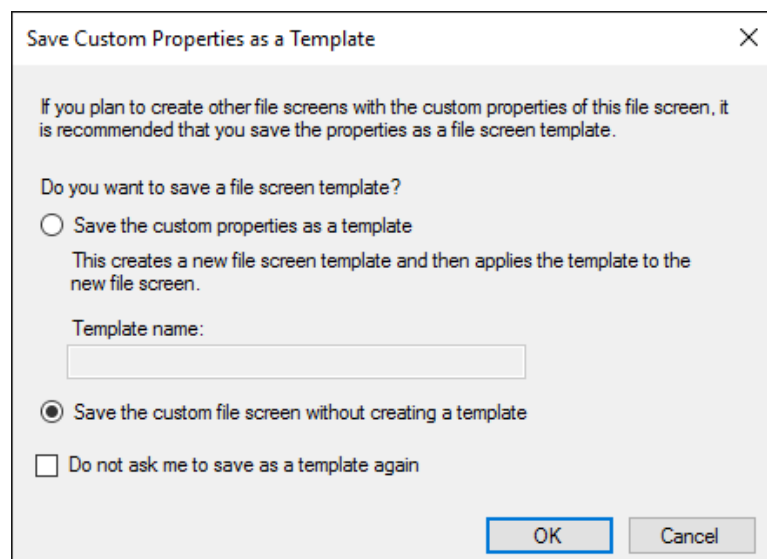 Save Custom Properties as a Template
If you plan to create other file screens with the custom properties of this file screen, it
is recommended that you save the properties as a file screen template.
Do you want to save a file screen template?
Save the custom properties as a template
This creates a new file screen template and then applies the template to the
new file screen.
Template name:
Save the custom file screen without creating a template
Do not ask me to save as a template again
OK Cancel